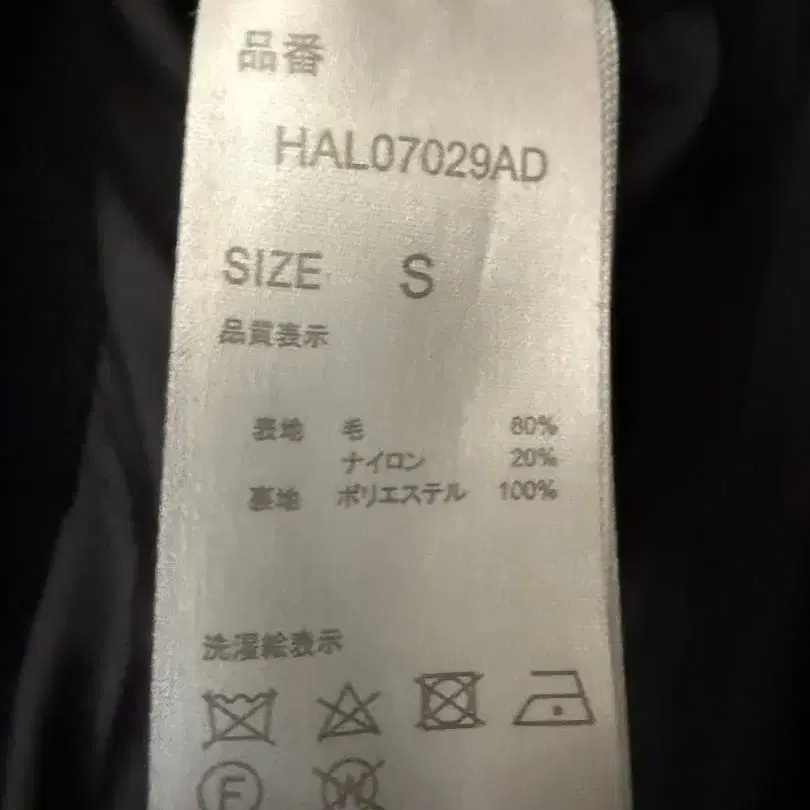 品番
HAL07029AD
SIZE S
品質表示
表地 毛 80%
ナイロン 20%
裏地 ポリエステル 100%
洗濯絵表示
F W